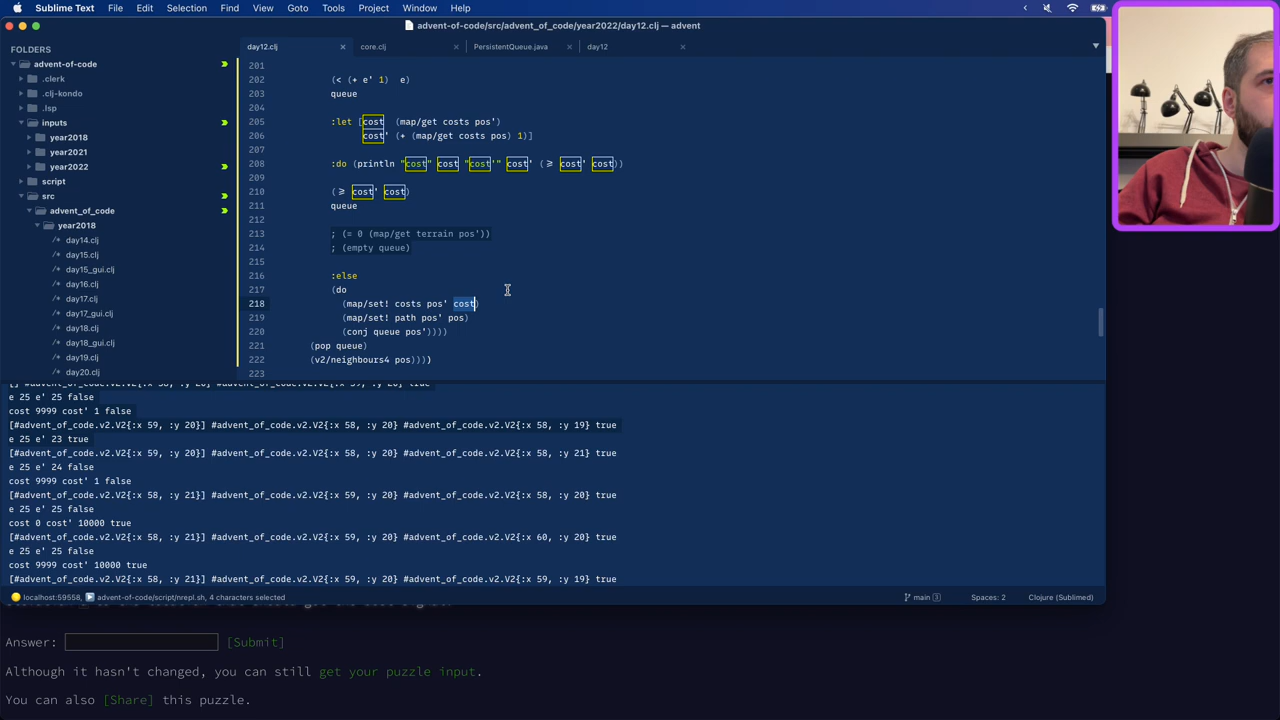 Sublime Text File Edit Selection Find View Goto Tools Project Window Help
advent-of-code/src/advent_of_code/year2022/day12.clj — advent
FOLDERS
advent-of-code
.clerk
.clj-kondo
.lsp
inputs
year2018
year2021
year2022
script
src
advent_of_code
year2018
day14.clj
day15.clj
day15_gui.clj
day16.clj
day17.clj
day17_gui.clj
day18.clj
day18_gui.clj
day19.clj
day20.clj
day12.clj core.clj PersistentQueue.java day12
201
202 (< (+ e' 1) e)
203 queue
204
205 :let [cost (map/get costs pos')
206 cost' (+ (map/get costs pos) 1)]
207
208 :do (println "cost" cost "cost'" cost' (>= cost' cost))
209
210 (>= cost' cost)
211 queue
212
213 ; (= 0 (map/get terrain pos'))
214 ; (empty queue)
215
216 :else
217 (do
218 (map/set! costs pos' cost)
219 (map/set! path pos' pos)
220 (conj queue pos'))))
221 (pop queue)
222 (v2/neighbours4 pos))))
223
e 25 e' 25 false
cost 9999 cost' 1 false
[#advent_of_code.v2.V2{:x 59, :y 20}] #advent_of_code.v2.V2{:x 58, :y 20} #advent_of_code.v2.V2{:x 58, :y 19} true
e 25 e' 23 true
[#advent_of_code.v2.V2{:x 59, :y 20}] #advent_of_code.v2.V2{:x 58, :y 20} #advent_of_code.v2.V2{:x 58, :y 21} true
e 25 e' 24 false
cost 9999 cost' 1 false
[#advent_of_code.v2.V2{:x 58, :y 21}] #advent_of_code.v2.V2{:x 59, :y 20} #advent_of_code.v2.V2{:x 58, :y 20} true
e 25 e' 25 false
cost 0 cost' 10000 true
[#advent_of_code.v2.V2{:x 58, :y 21}] #advent_of_code.v2.V2{:x 59, :y 20} #advent_of_code.v2.V2{:x 60, :y 20} true
e 25 e' 25 false
cost 9999 cost' 10000 true
[#advent_of_code.v2.V2{:x 58, :y 21}] #advent_of_code.v2.V2{:x 59, :y 20} #advent_of_code.v2.V2{:x 59, :y 19} true
localhost:59558, advent-of-code/script/nrepl.sh, 4 characters selected main 3 Spaces: 2 Clojure (Sublimed)
Answer: [Submit]
Although it hasn't changed, you can still get your puzzle input.
You can also [Share] this puzzle.